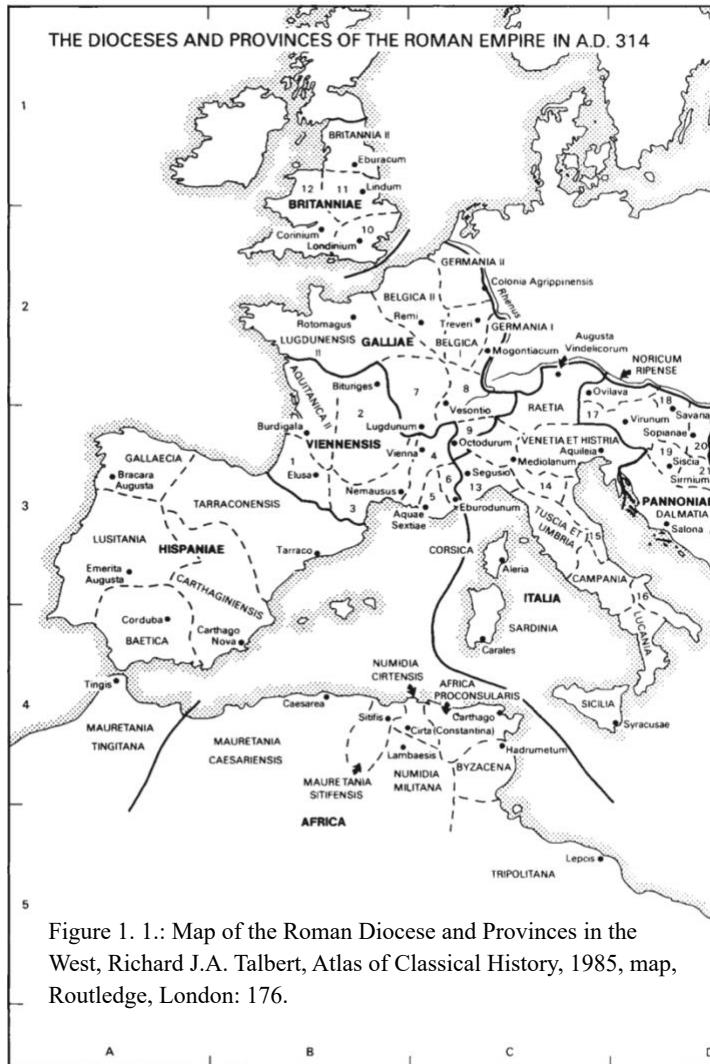 THE DIOCESES AND PROVINCES OF THE ROMAN EMPIRE IN A.D. 314
1
BRITANNIA II
Eburacum
12
11
Lindum
BRITANNIAE
Corinium
10
Londinium
GERMANIA II
Colonia Agrippinensis
2
BELGICA II
Rhenus
Rotomagus
Remi
Treveri
GERMANIA I
LUGDUNENSIS
II
GALLIAE
BELGICA
I
Mogontiacum
Augusta
Vindelicorum
NORICUM
RIPENSE
AQUITANICA II
Bituriges
7
8
Ovilava
2
Vesontio
RAETIA
17
18
Savana
Virunum
Burdigala
Lugdunum
9
Sopianae
VIENNENSIS
Octodurum
VENETIA ET HISTRIA
20
GALLAECIA
Vienna
4
Aquileia
19
Siscia
1
Segusio
Mediolanum
21
Bracara
Augusta
Elusa
6
13
14
Sirmium
TARRACONENSIS
Nemausus
5
PANNONIAE
3
3
Aquae
Sextiae
Eburodunum
DALMATIA
TUSCIA ET
UMBRIA
Salona
LUSITANIA
15
HISPANIAE
Tarraco
CORSICA
Emerita
Augusta
Aleria
CAMPANIA
CARTHAGINIENSIS
ITALIA
16
Corduba
SARDINIA
LUCANIA
BAETICA
Carthago
Nova
Carales
NUMIDIA
CIRTENSIS
Tingis
AFRICA
PROCONSULARIS
4
Caesarea
SICILIA
Sitifis
Carthago
MAURETANIA
TINGITANA
Cirta (Constantina)
Syracusae
MAURETANIA
CAESARIENSIS
Lambaesis
Hadrumetum
MAURETANIA
SITIFENSIS
NUMIDIA
MILITANA
BYZACENA
AFRICA
Lepcis
TRIPOLITANA
5
Figure 1. 1.: Map of the Roman Diocese and Provinces in the
West, Richard J.A. Talbert, Atlas of Classical History, 1985, map,
Routledge, London: 176.
A
B
C